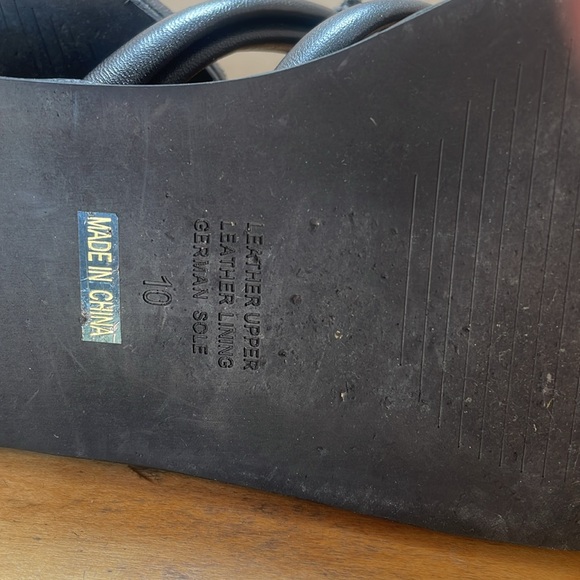 LEATHER UPPER
LEATHER LINING
GERMAN SOLE
10
MADE IN CHINA